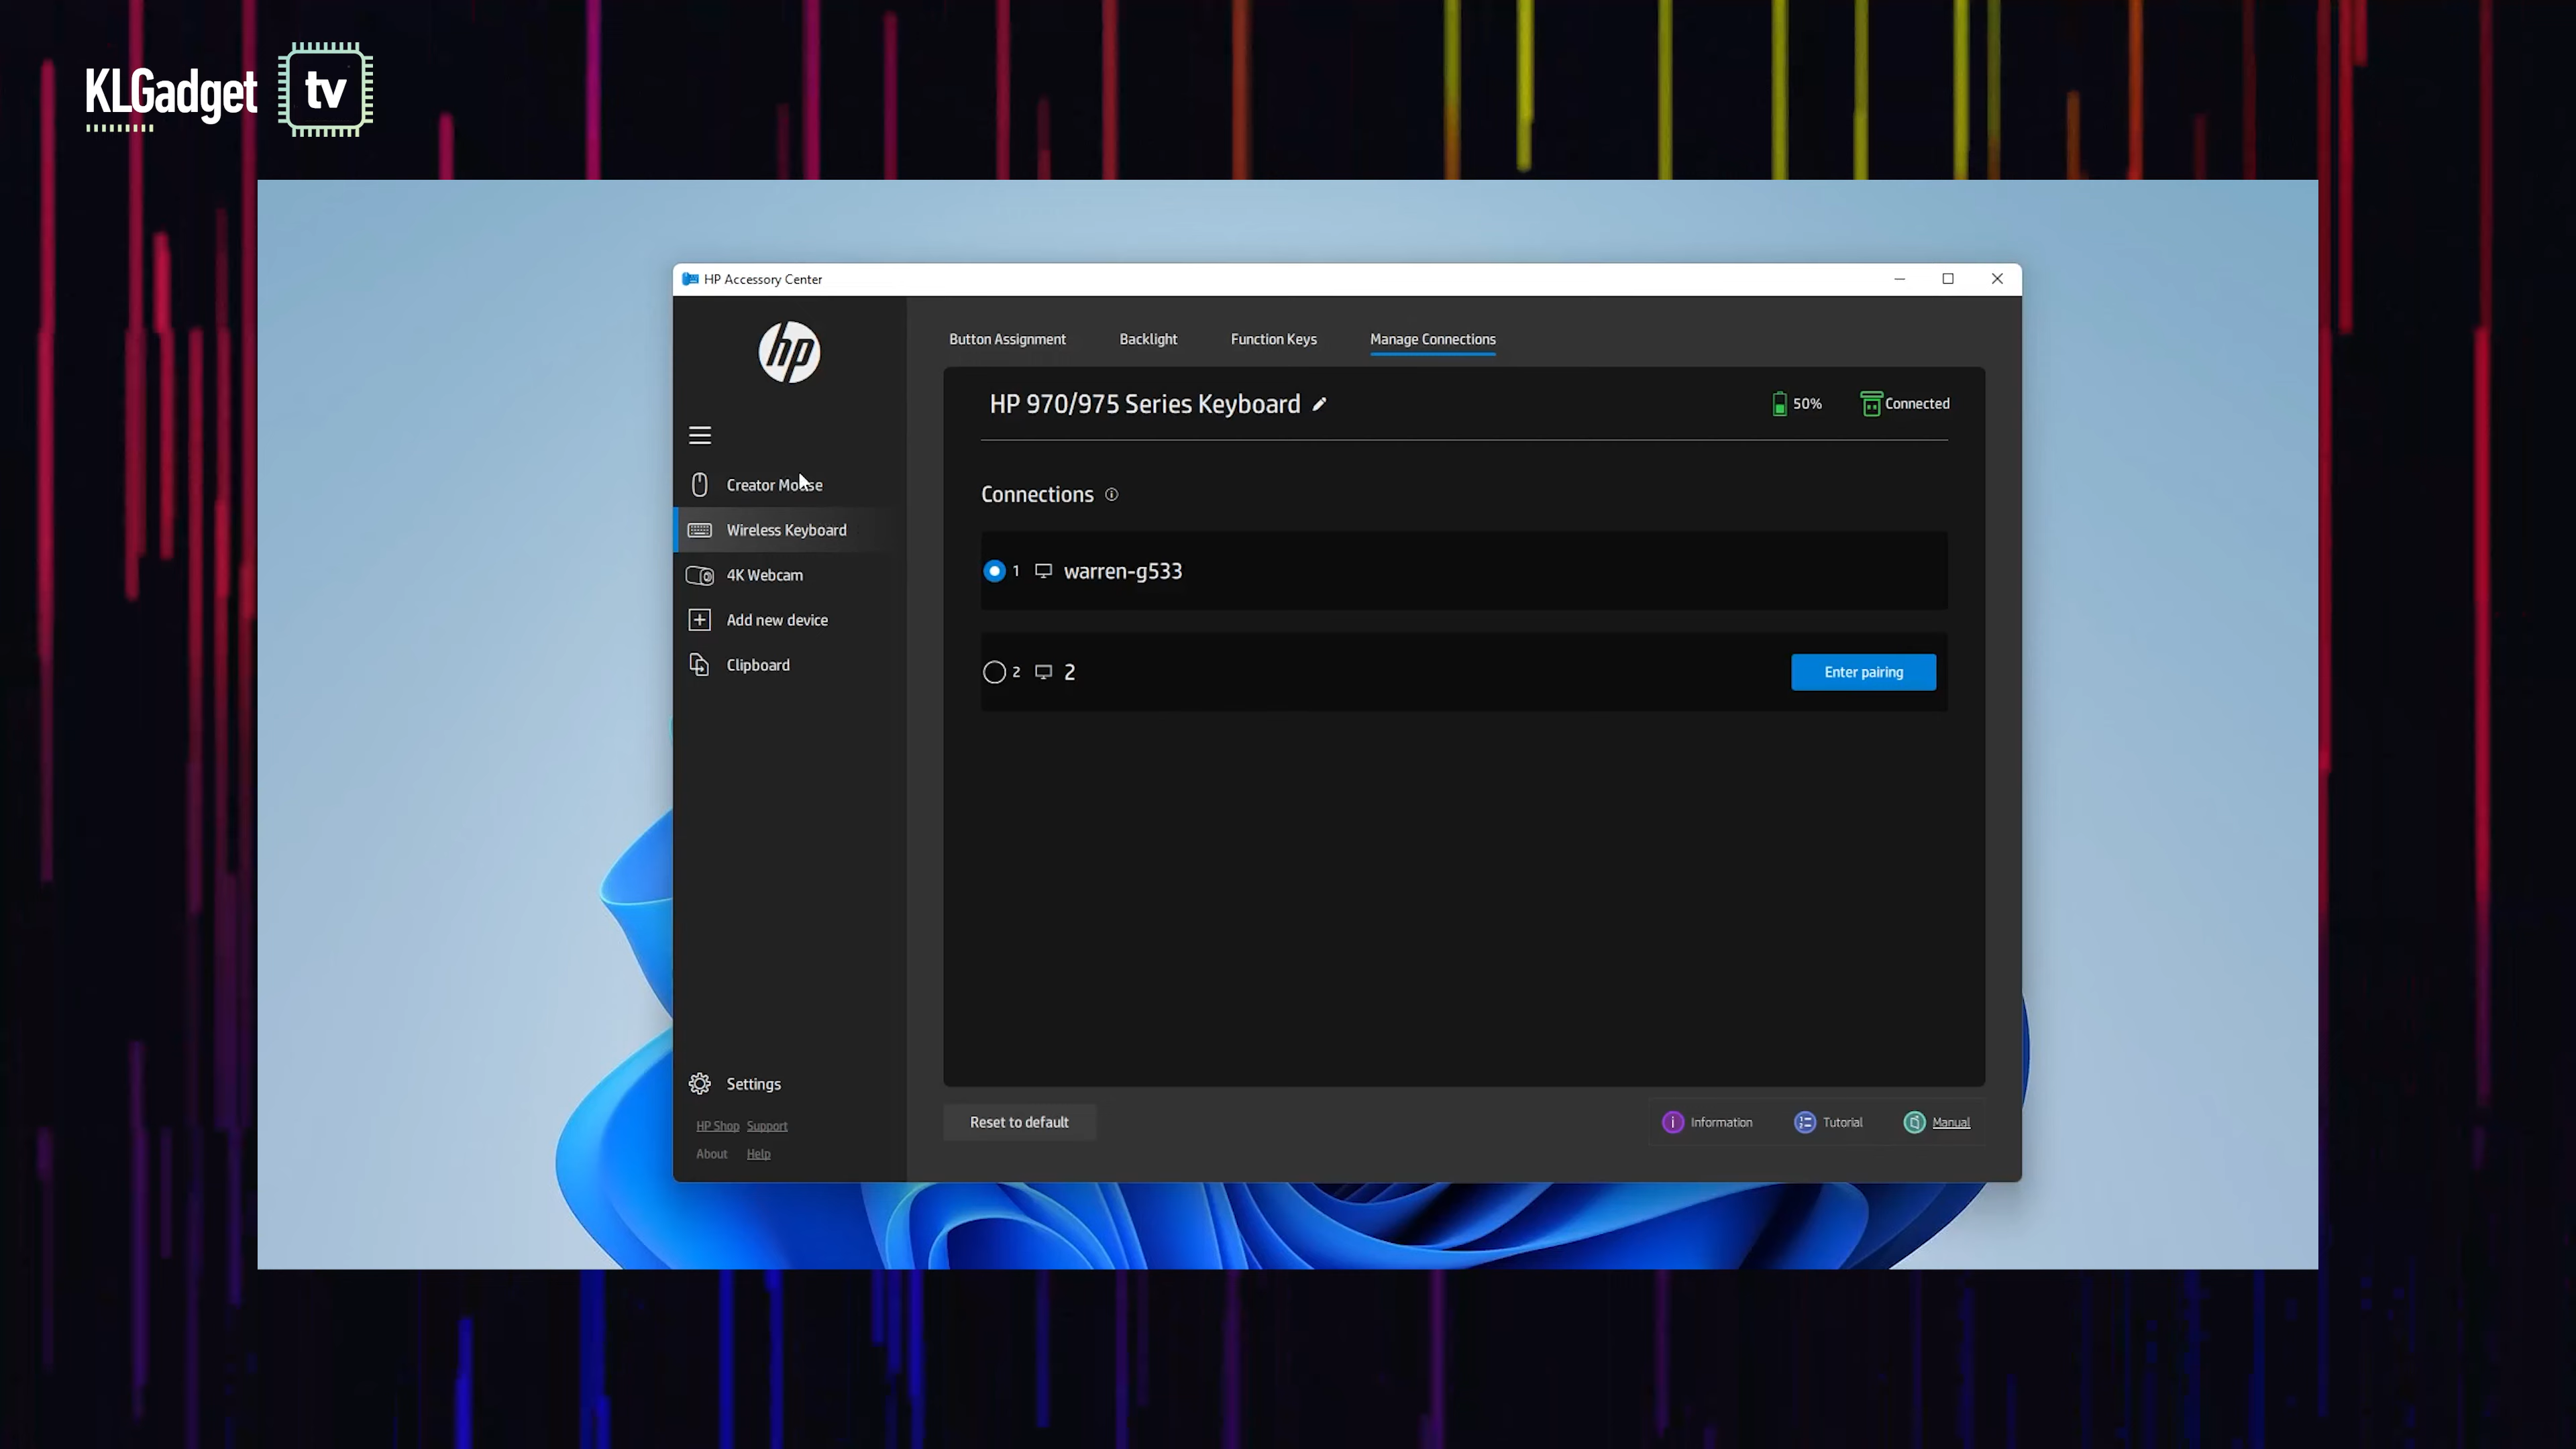 KLGadget tv
HP Accessory Center
hp
Button Assignment Backlight Function Keys Manage Connections
HP 970/975 Series Keyboard 50% Connected
Creator Mouse
Wireless Keyboard
4K Webcam
Add new device
Clipboard
Connections
1 warren-g533
2 2 Enter pairing
Settings
HP Shop Support
About Help
Reset to default Information Tutorial Manual